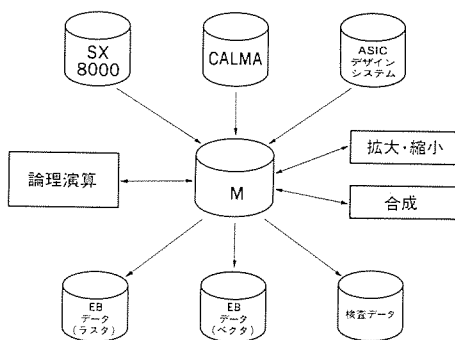 SX
8000
CALMA
ASIC
デザイン
システム
論理演算
M
拡大・縮小
合成
EB
データ
(ラスタ)
EB
データ
(ベクタ)
検査データ